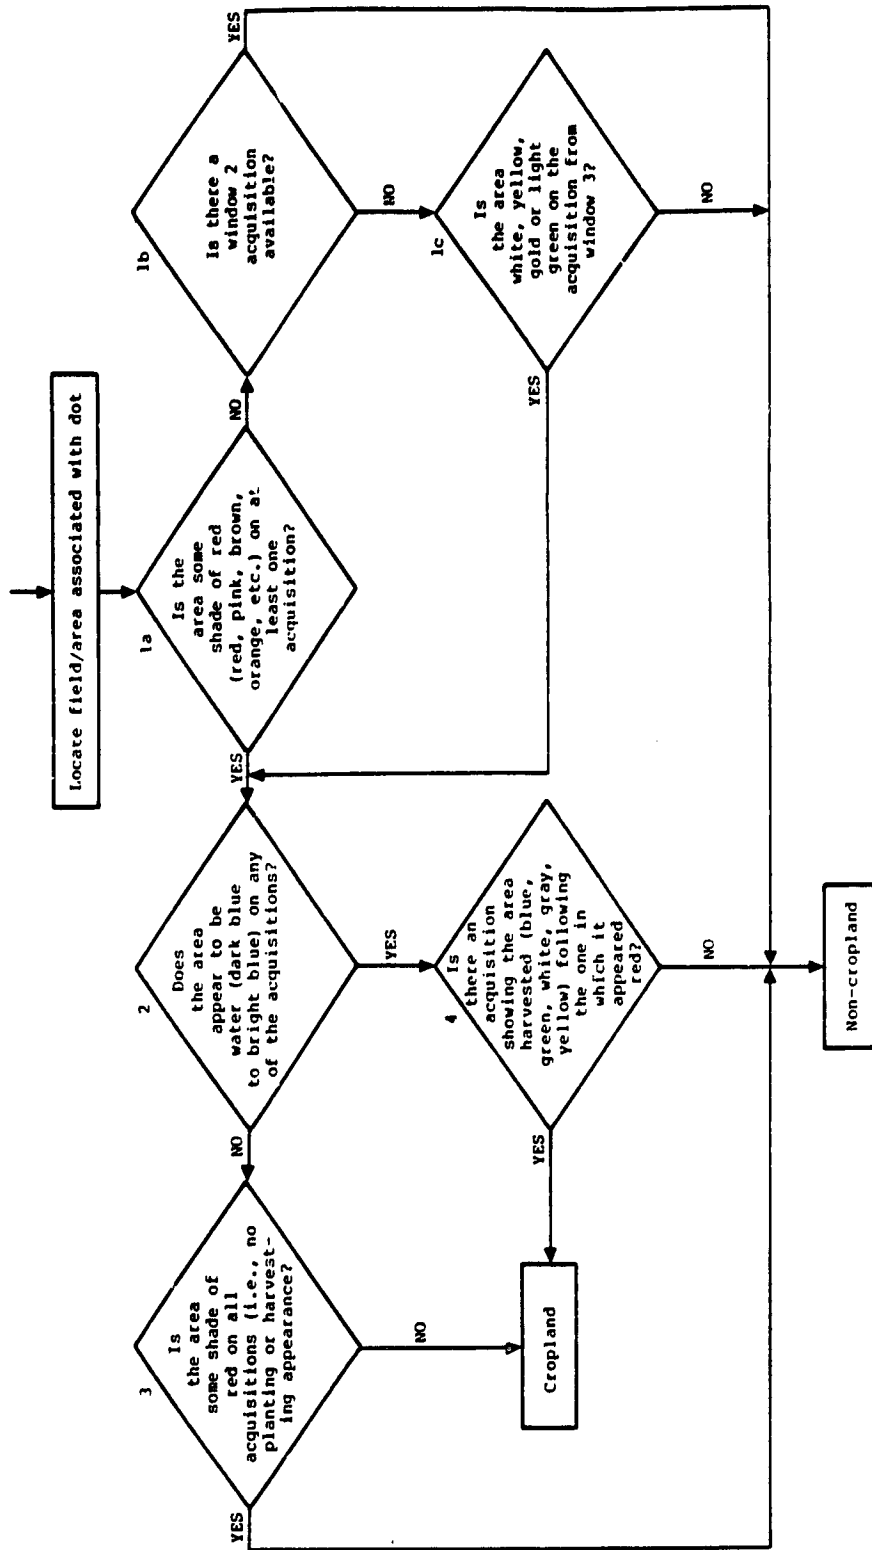 Locate field/area associated with dot
1a
Is the
area some
shade of red
(red, pink, brown,
orange, etc.) on at
least one
acquisition?
NO
YES
1b
Is there a
window 2
acquisition
available?
YES
NO
1c
Is
the area
white, yellow,
gold or light
green on the
acquisition from
window 3?
YES
NO
2
Does
the area
appear to be
water (dark blue
to bright blue) on any
of the acquisitions?
NO
YES
3
Is
the area
some shade of
red on all
acquisitions (i.e., no
planting or harvest-
ing appearance?
YES
NO
4
Is
there an
acquisition
showing the area
harvested (blue,
green, white, gray,
yellow) following
the one in
which it
appeared
red?
YES
NO
Cropland
Non-cropland